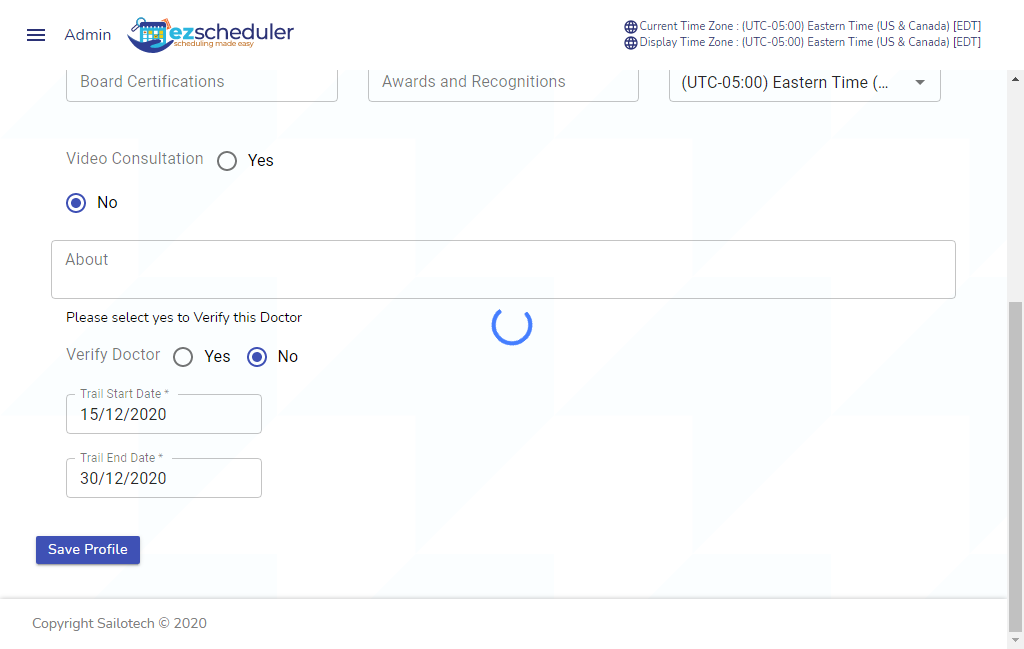 Admin
ezscheduler
scheduling made easy
Current Time Zone : (UTC-05:00) Eastern Time (US & Canada) [EDT]
Display Time Zone : (UTC-05:00) Eastern Time (US & Canada) [EDT]
Board Certifications
Awards and Recognitions
(UTC-05:00) Eastern Time (...
Video Consultation
Yes
No
About
Please select yes to Verify this Doctor
Verify Doctor
Yes
No
Trail Start Date *
15/12/2020
Trail End Date *
30/12/2020
Save Profile
Copyright Sailotech © 2020